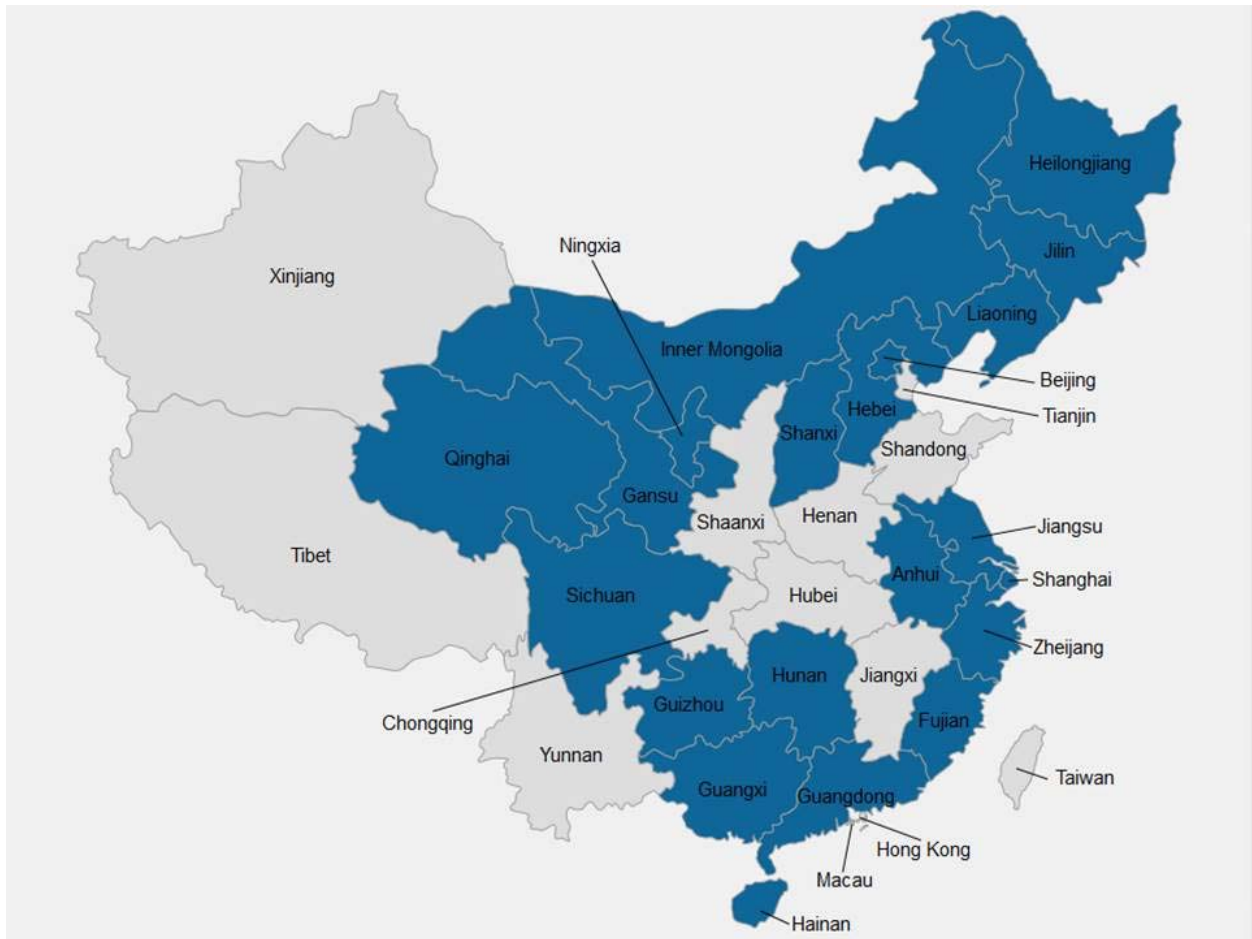 Heilongjiang
Ningxia
Jilin
Xinjiang
Liaoning
Inner Mongolia
Beijing
Hebei
Tianjin
Shanxi
Shandong
Qinghai
Gansu
Shaanxi
Henan
Jiangsu
Tibet
Anhui
Shanghai
Sichuan
Hubei
Zheijang
Hunan
Jiangxi
Guizhou
Chongqing
Fujian
Yunnan
Taiwan
Guangxi
Guangdong
Hong Kong
Macau
Hainan